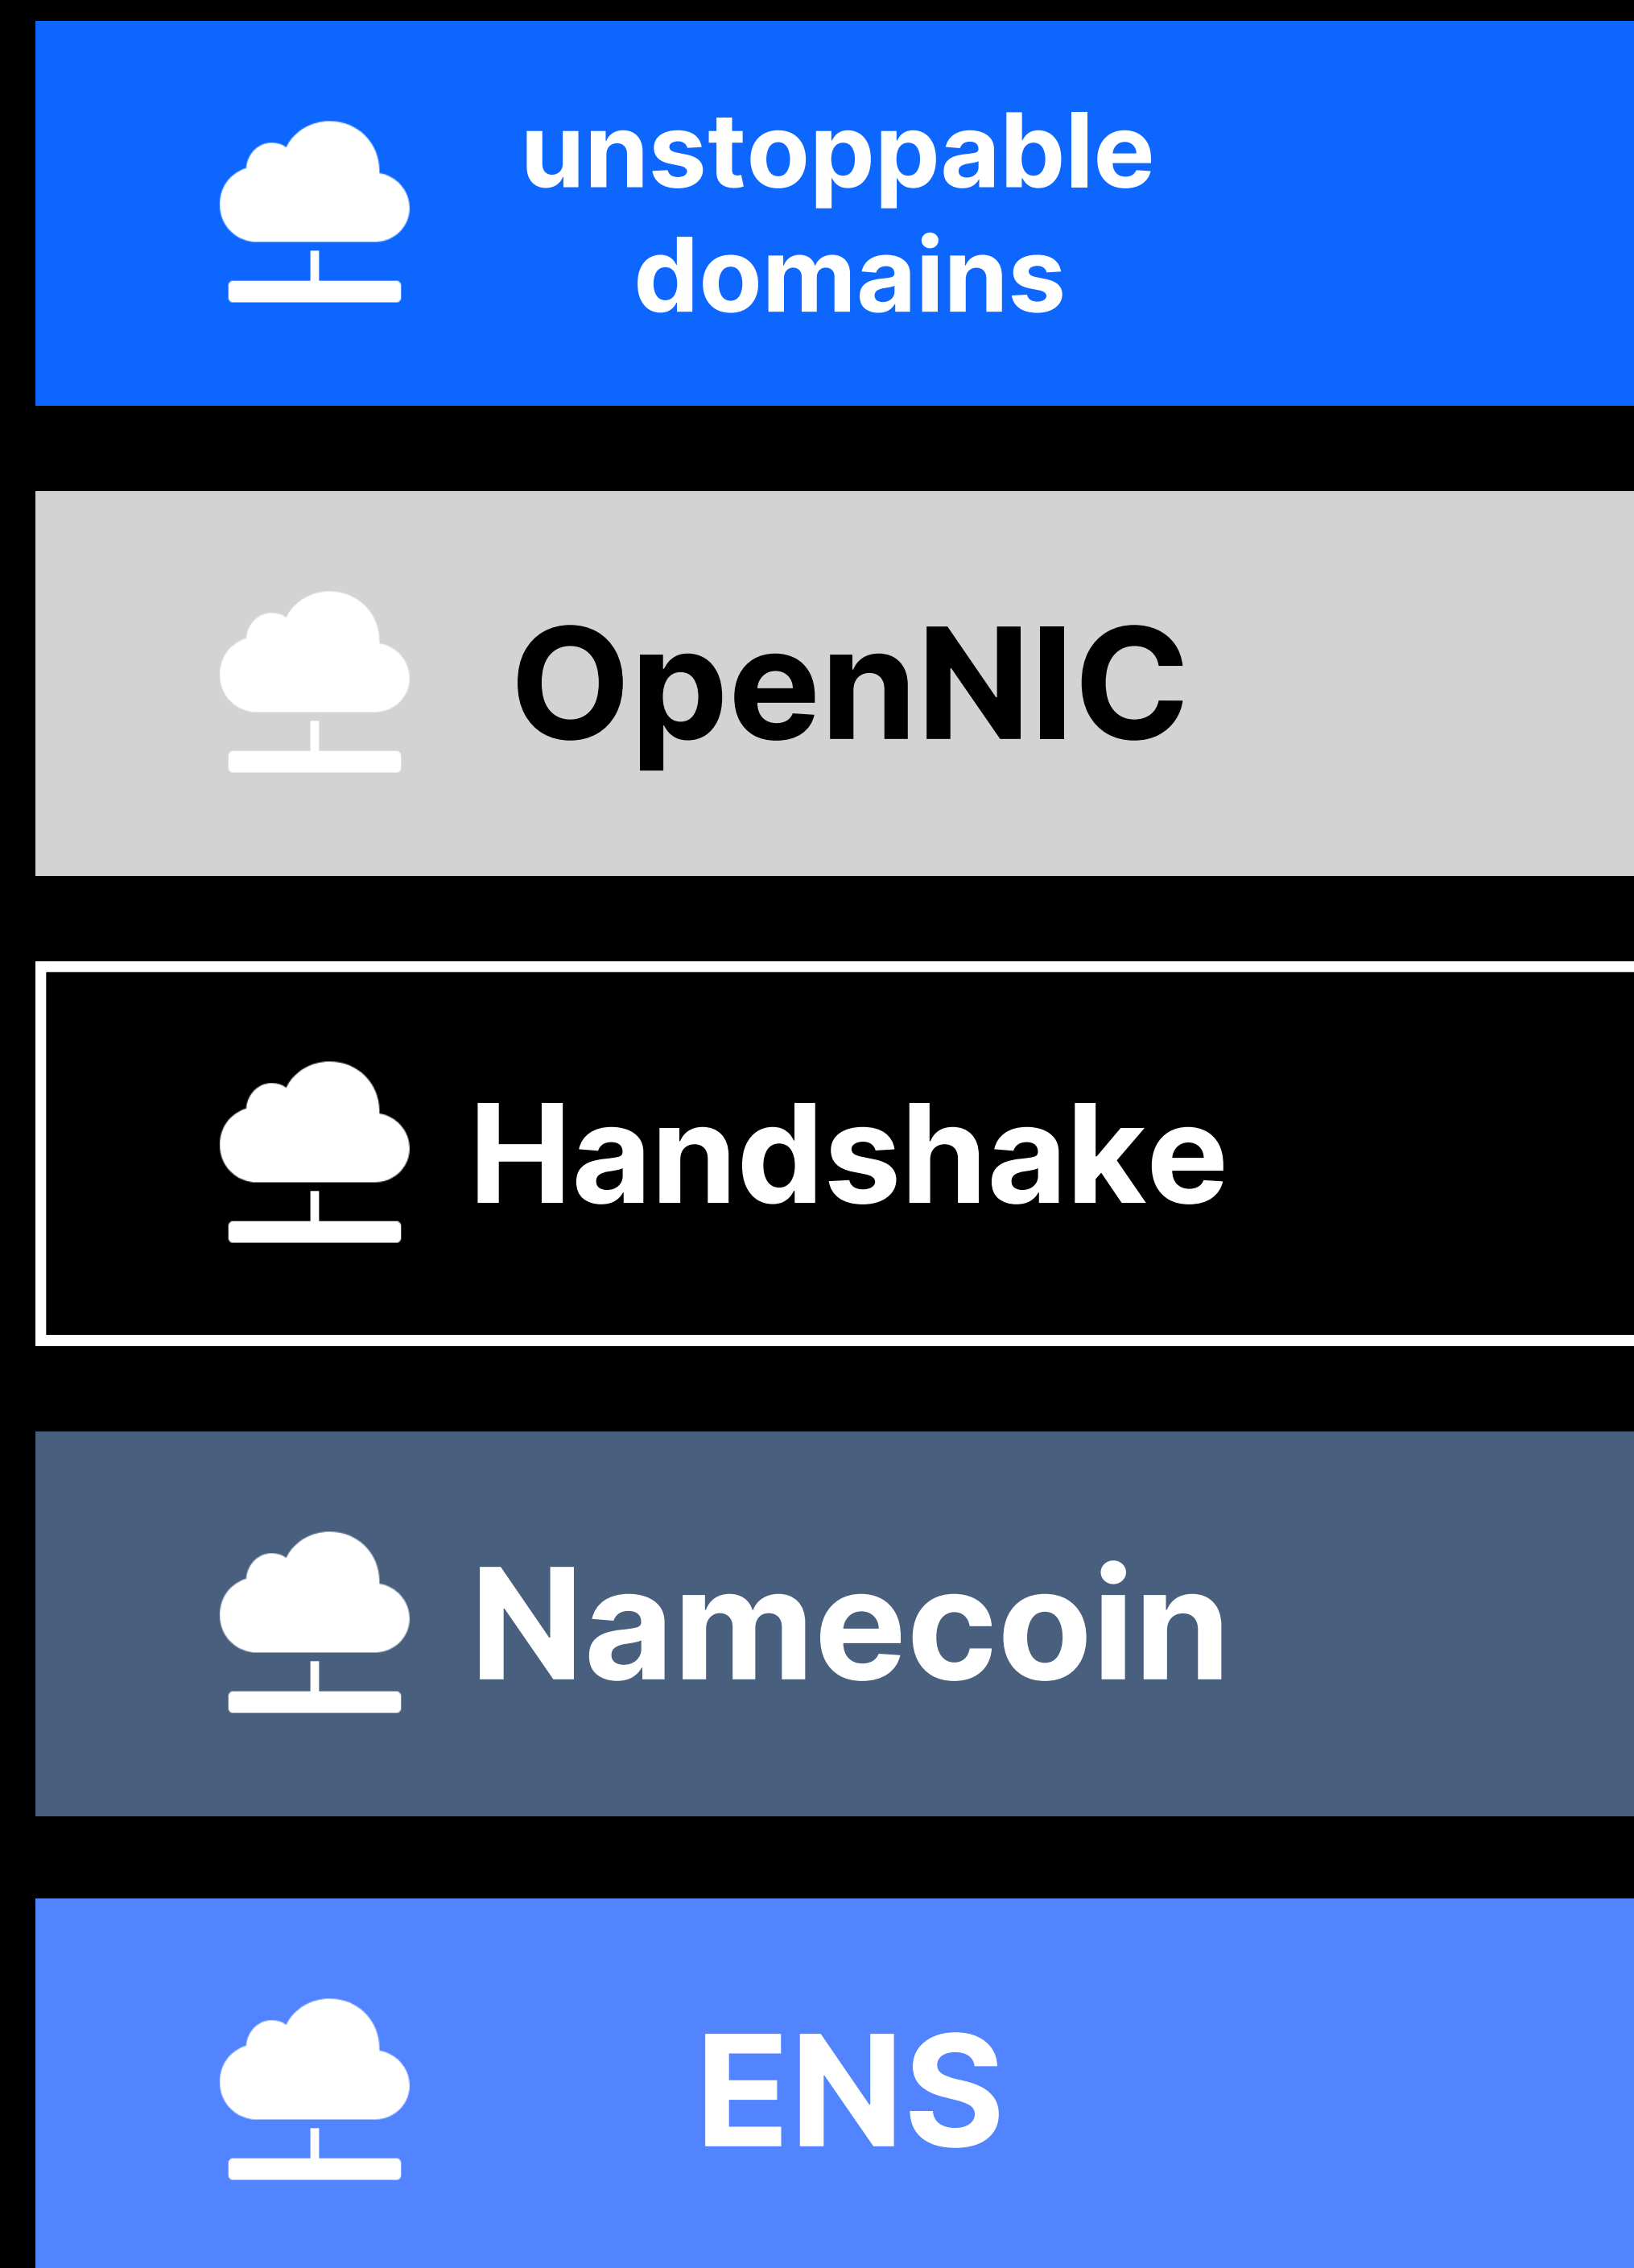 unstoppable
domains
OpenNIC
Handshake
Namecoin
ENS